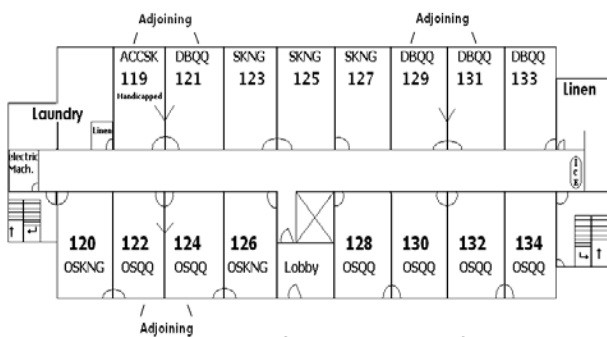 Adjoining Adjoining
ACCSK DBQQ SKNG SKNG SKNG DBQQ DBQQ DBQQ
119 121 123 125 127 129 131 133
Handicapped
Linen
Laundry
Linen
electric
Mach.
ICE
120 122 124 126 128 130 132 134
OSKNG OSQQ OSQQ OSKNG Lobby OSQQ OSQQ OSQQ OSQQ
Adjoining